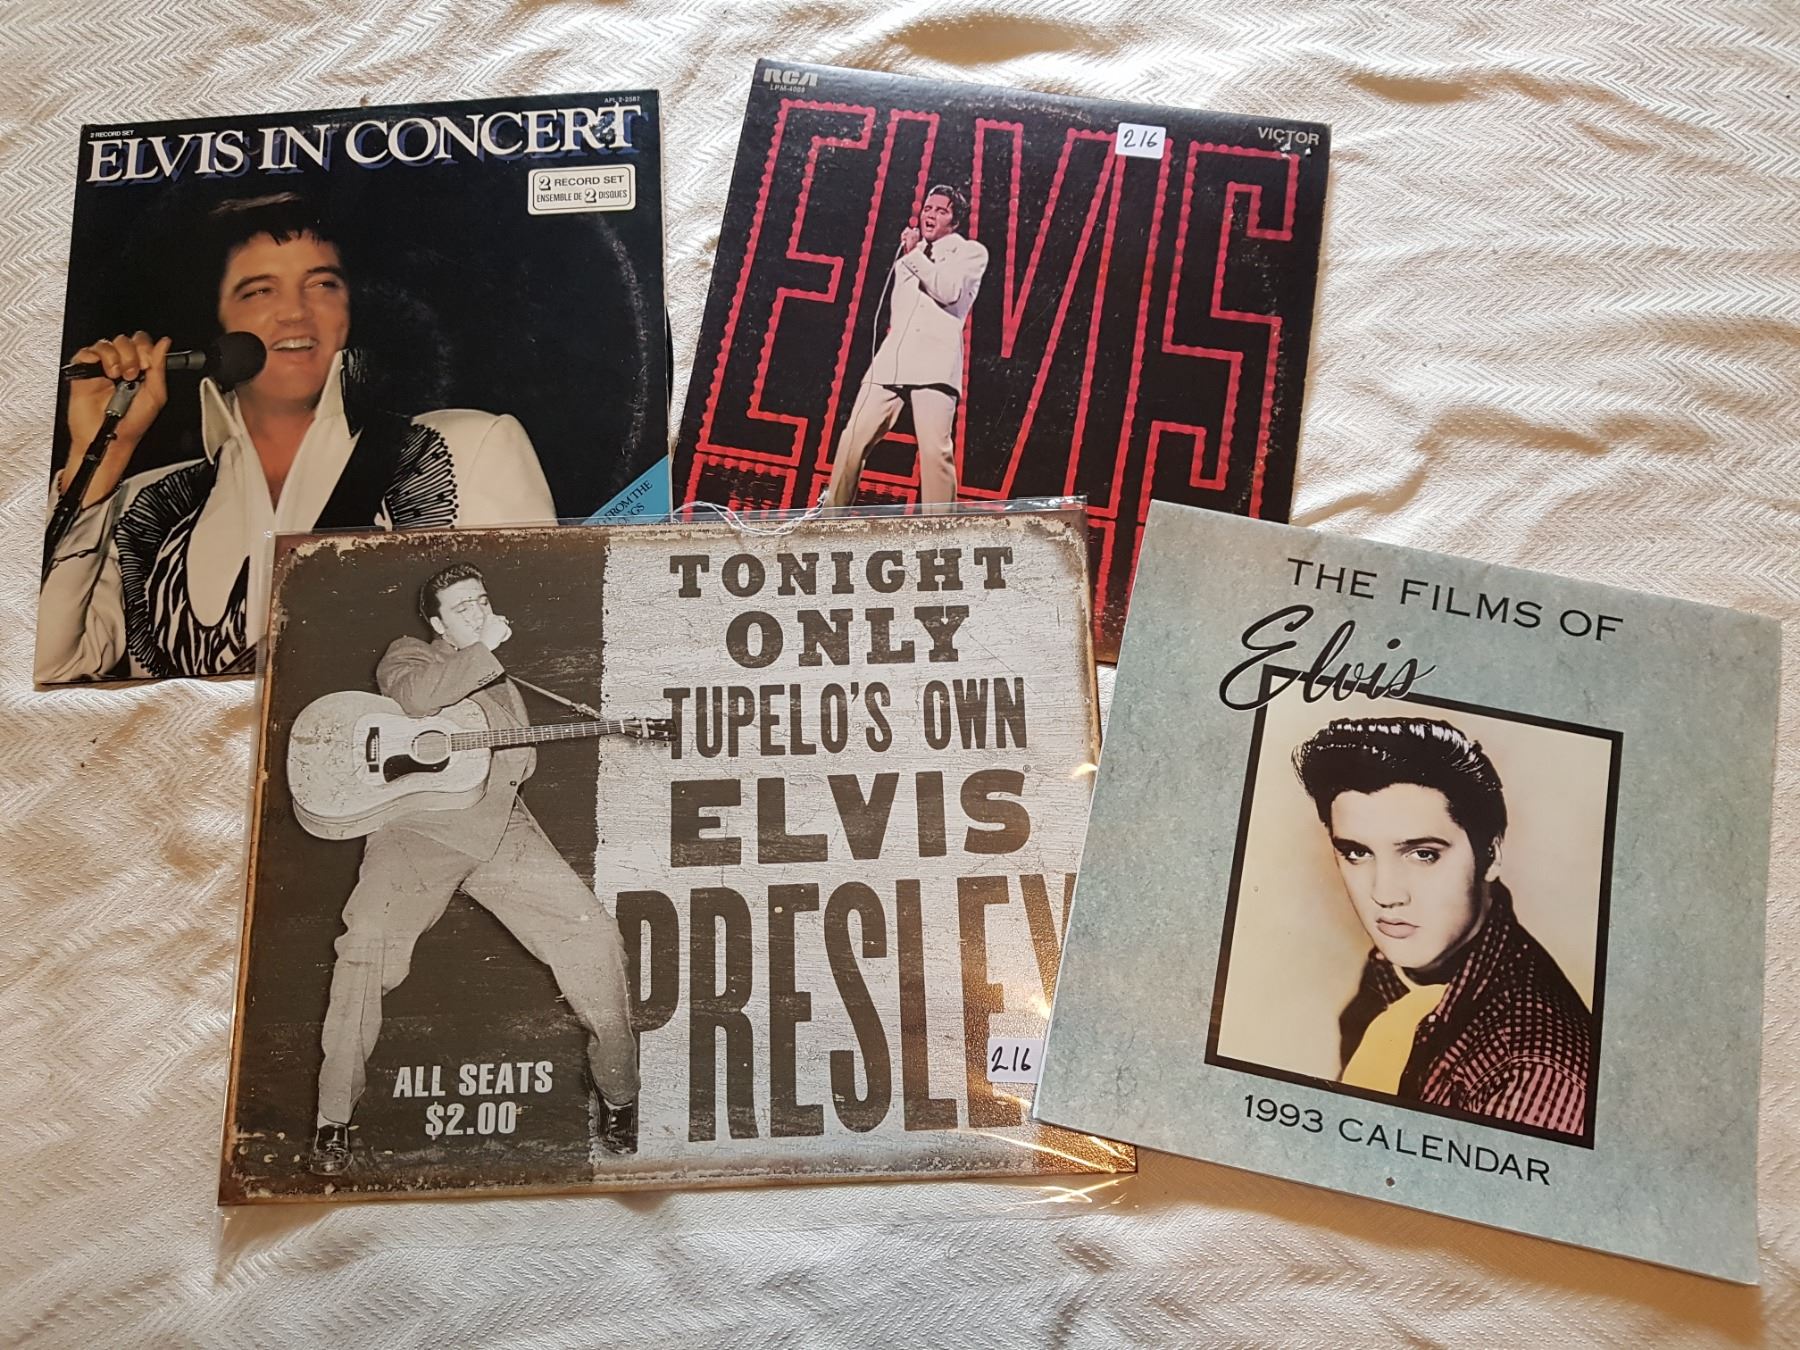 2 RECORD SET
APL 2-2587
ELVIS IN CONCERT
2 RECORD SET
ENSEMBLE DE 2 DISQUES
FROM THE
RCA
LPM-4088
VICTOR
216
ELVIS
TONIGHT
ONLY
TUPELO'S OWN
ELVIS®
PRESLEY
ALL SEATS
$2.00
216
THE FILMS OF
Elvis
1993 CALENDAR